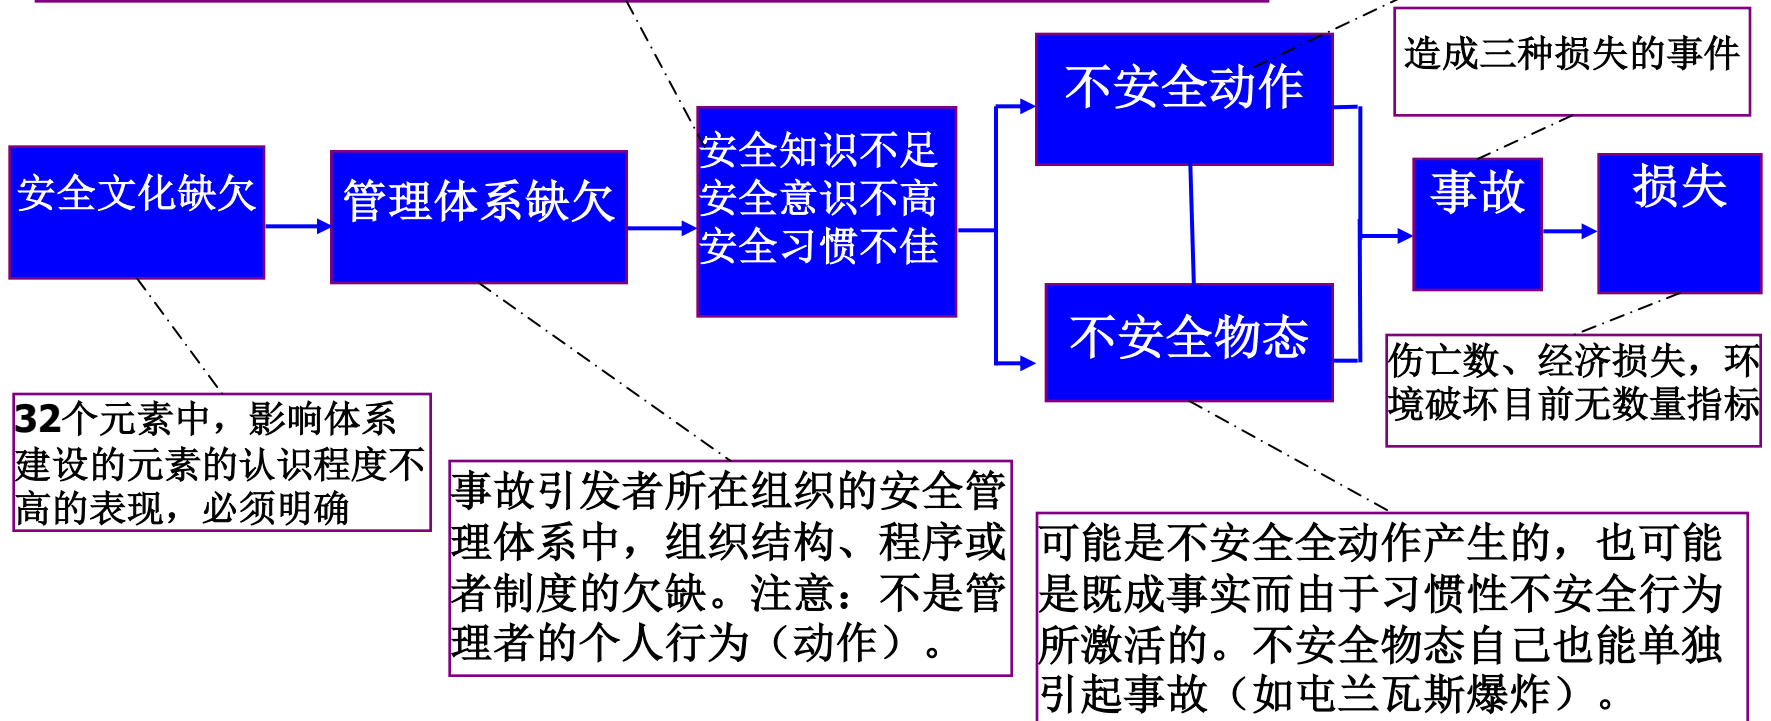 造成三种损失的事件
不安全动作
安全知识不足
安全意识不高
安全习惯不佳
安全文化缺欠
管理体系缺欠
事故
损失
不安全物态
伤亡数、经济损失，环
境破坏目前无数量指标
32个元素中，影响体系
建设的元素的认识程度不
高的表现，必须明确
事故引发者所在组织的安全管
理体系中，组织结构、程序或
者制度的欠缺。注意：不是管
理者的个人行为（动作）。
可能是不安全全动作产生的，也可能
是既成事实而由于习惯性不安全行为
所激活的。不安全物态自己也能单独
引起事故（如屯兰瓦斯爆炸）。